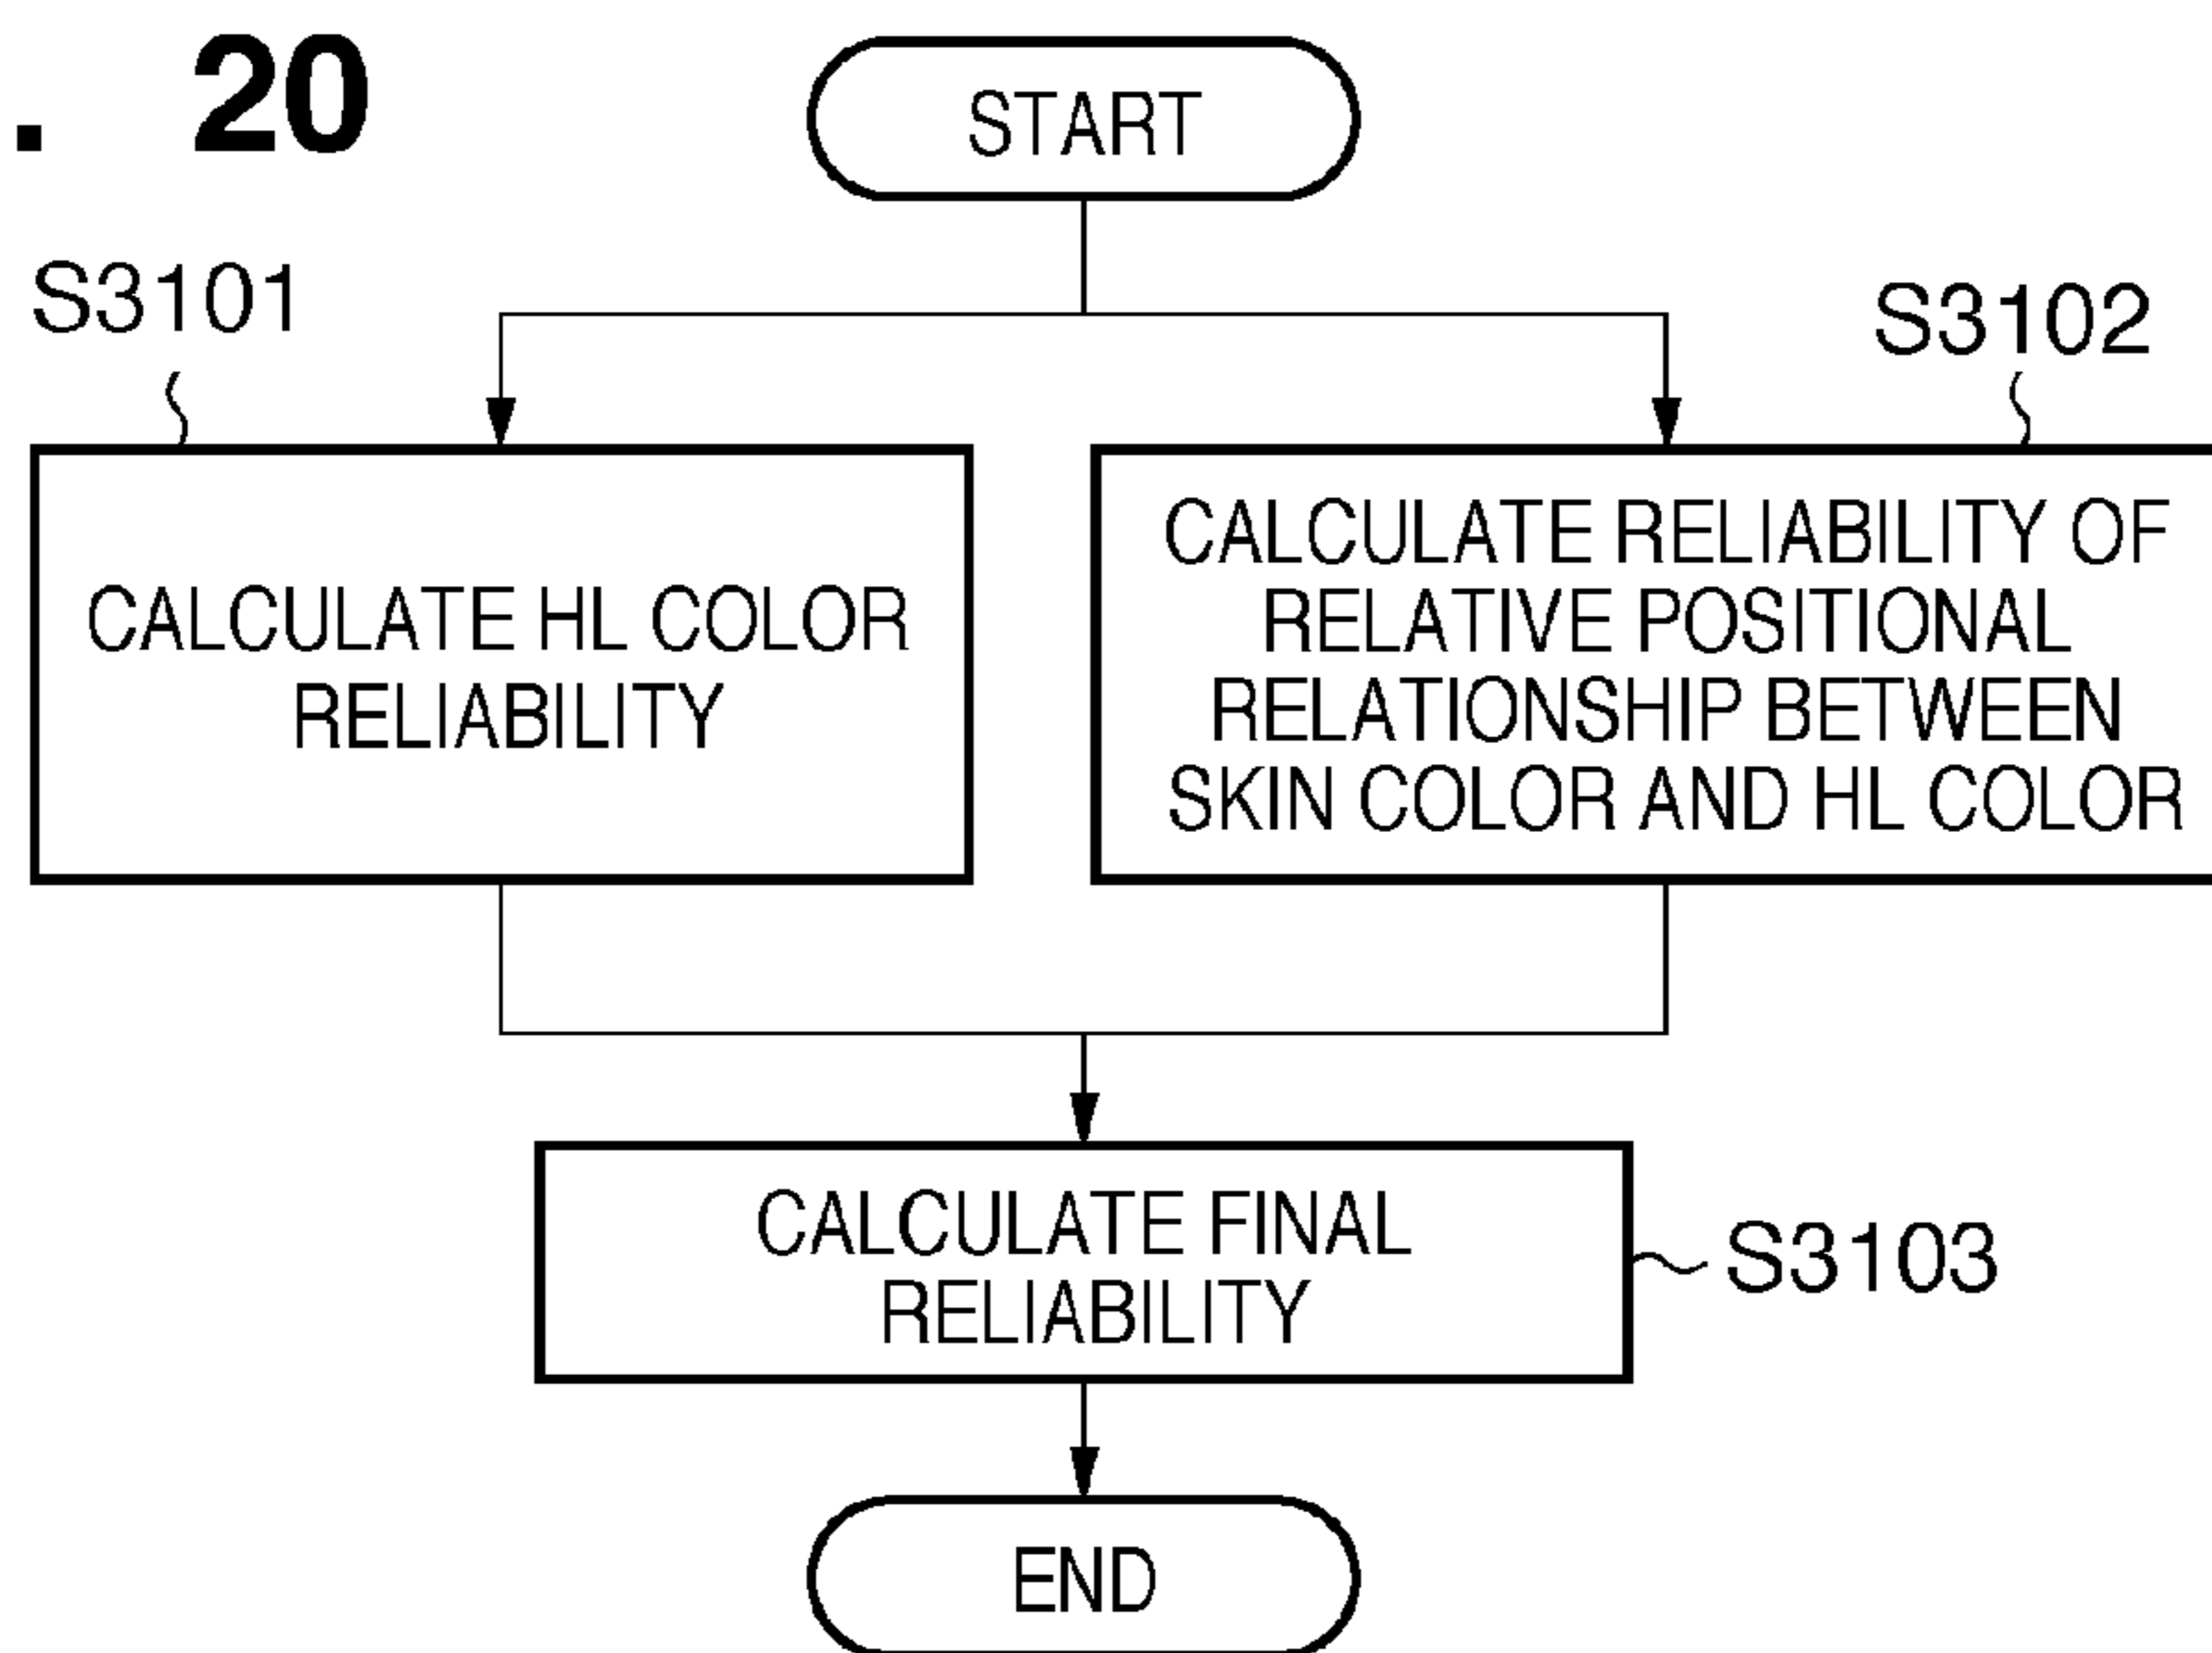 . 20
START
S3101
S3102
CALCULATE HL COLOR
RELIABILITY
CALCULATE RELIABILITY OF
RELATIVE POSITIONAL
RELATIONSHIP BETWEEN
SKIN COLOR AND HL COLOR
CALCULATE FINAL
RELIABILITY
S3103
END